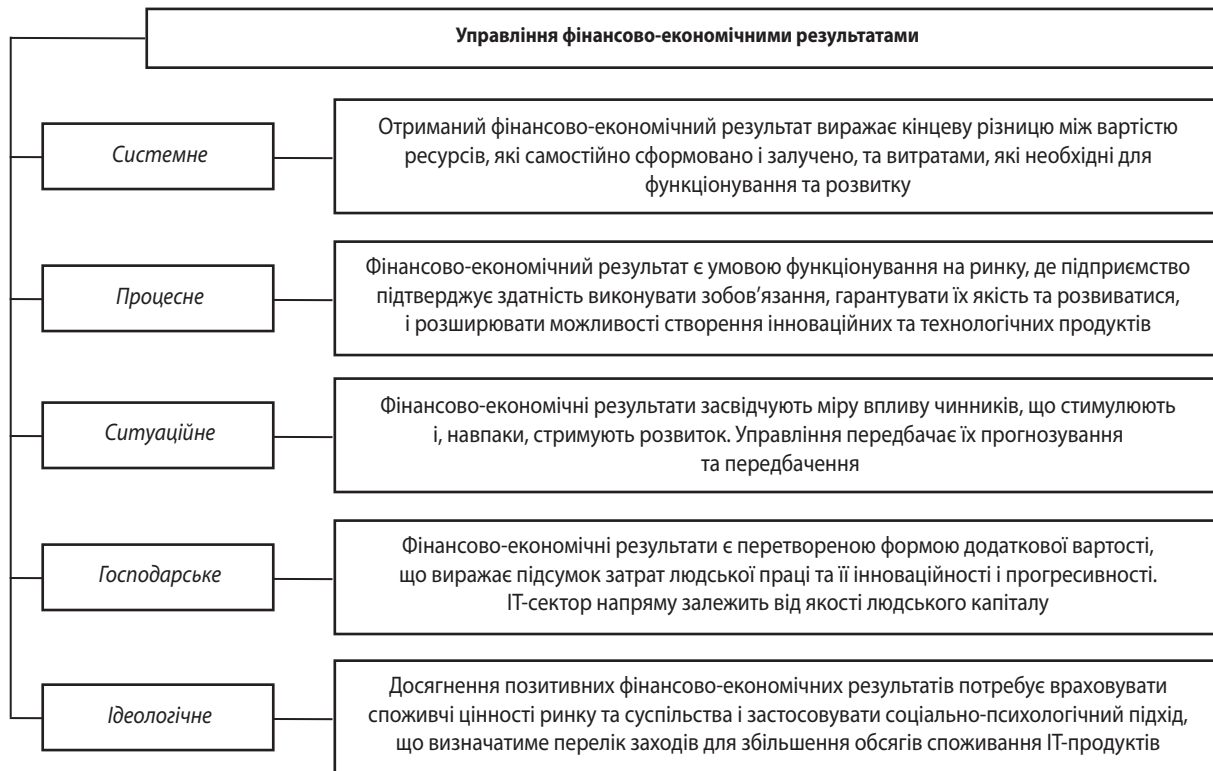 Управління фінансово-економічними результатами
Системне
Отриманий фінансово-економічний результат виражає кінцеву різницю між вартістю
ресурсів, які самостійно сформовано і залучено, та витратами, які необхідні для
функціонування та розвитку
Процесне
Фінансово-економічний результат є умовою функціонування на ринку, де підприємство
підтверджує здатність виконувати зобов’язання, гарантувати їх якість та розвиватися,
і розширювати можливості створення інноваційних та технологічних продуктів
Ситуаційне
Фінансово-економічні результати засвідчують міру впливу чинників, що стимулюють
і, навпаки, стримують розвиток. Управління передбачає їх прогнозування
та передбачення
Господарське
Фінансово-економічні результати є перетвореною формою додаткової вартості,
що виражає підсумок затрат людської праці та її інноваційності і прогресивності.
ІТ-сектор напряму залежить від якості людського капіталу
Ідеологічне
Досягнення позитивних фінансово-економічних результатів потребує враховувати
споживчі цінності ринку та суспільства і застосовувати соціально-психологічний підхід,
що визначатиме перелік заходів для збільшення обсягів споживання ІТ-продуктів